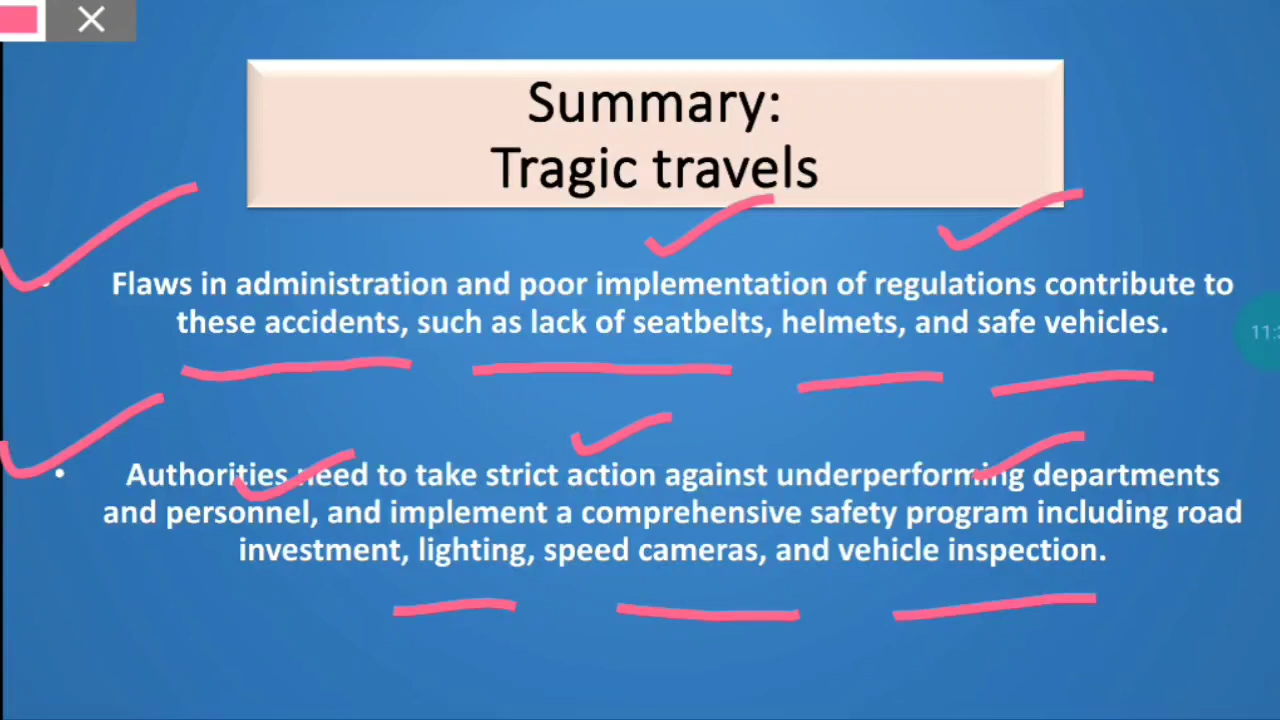 Summary:
Tragic travels
• Flaws in administration and poor implementation of regulations contribute to
these accidents, such as lack of seatbelts, helmets, and safe vehicles.
• Authorities need to take strict action against underperforming departments
and personnel, and implement a comprehensive safety program including road
investment, lighting, speed cameras, and vehicle inspection.